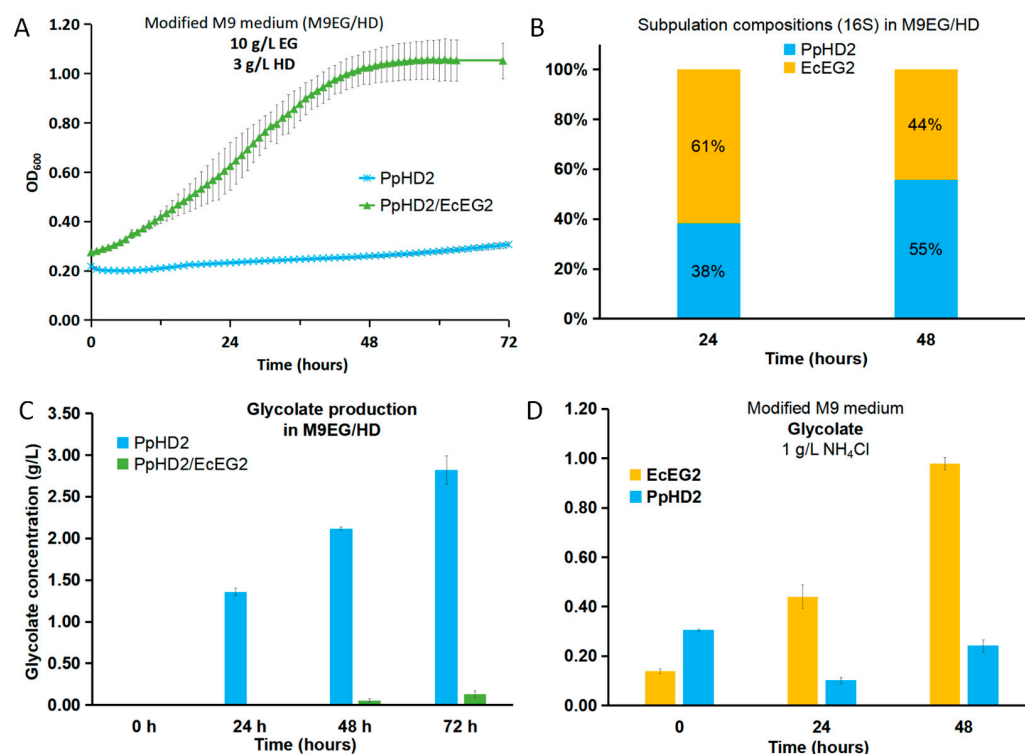 A
Modified M9 medium (M9EG/HD)
10 g/L EG
3 g/L HD
1.20
1.00
0.80
0.60
0.40
0.20
0.00
OD600
PpHD2
PpHD2/EcEG2
0
24
48
72
Time (hours)
B
Subpulation compositions (16S) in M9EG/HD
PpHD2
EcEG2
100%
80%
60%
40%
20%
0%
61%
38%
44%
55%
24
48
Time (hours)
C
Glycolate production
in M9EG/HD
PpHD2
PpHD2/EcEG2
3.50
3.00
2.50
2.00
1.50
1.00
0.50
0.00
Glycolate concentration (g/L)
0 h
24 h
48 h
72 h
Time (hours)
D
Modified M9 medium
Glycolate
1 g/L NH4Cl
EcEG2
PpHD2
1.20
1.00
0.80
0.60
0.40
0.20
0.00
0
24
48
Time (hours)